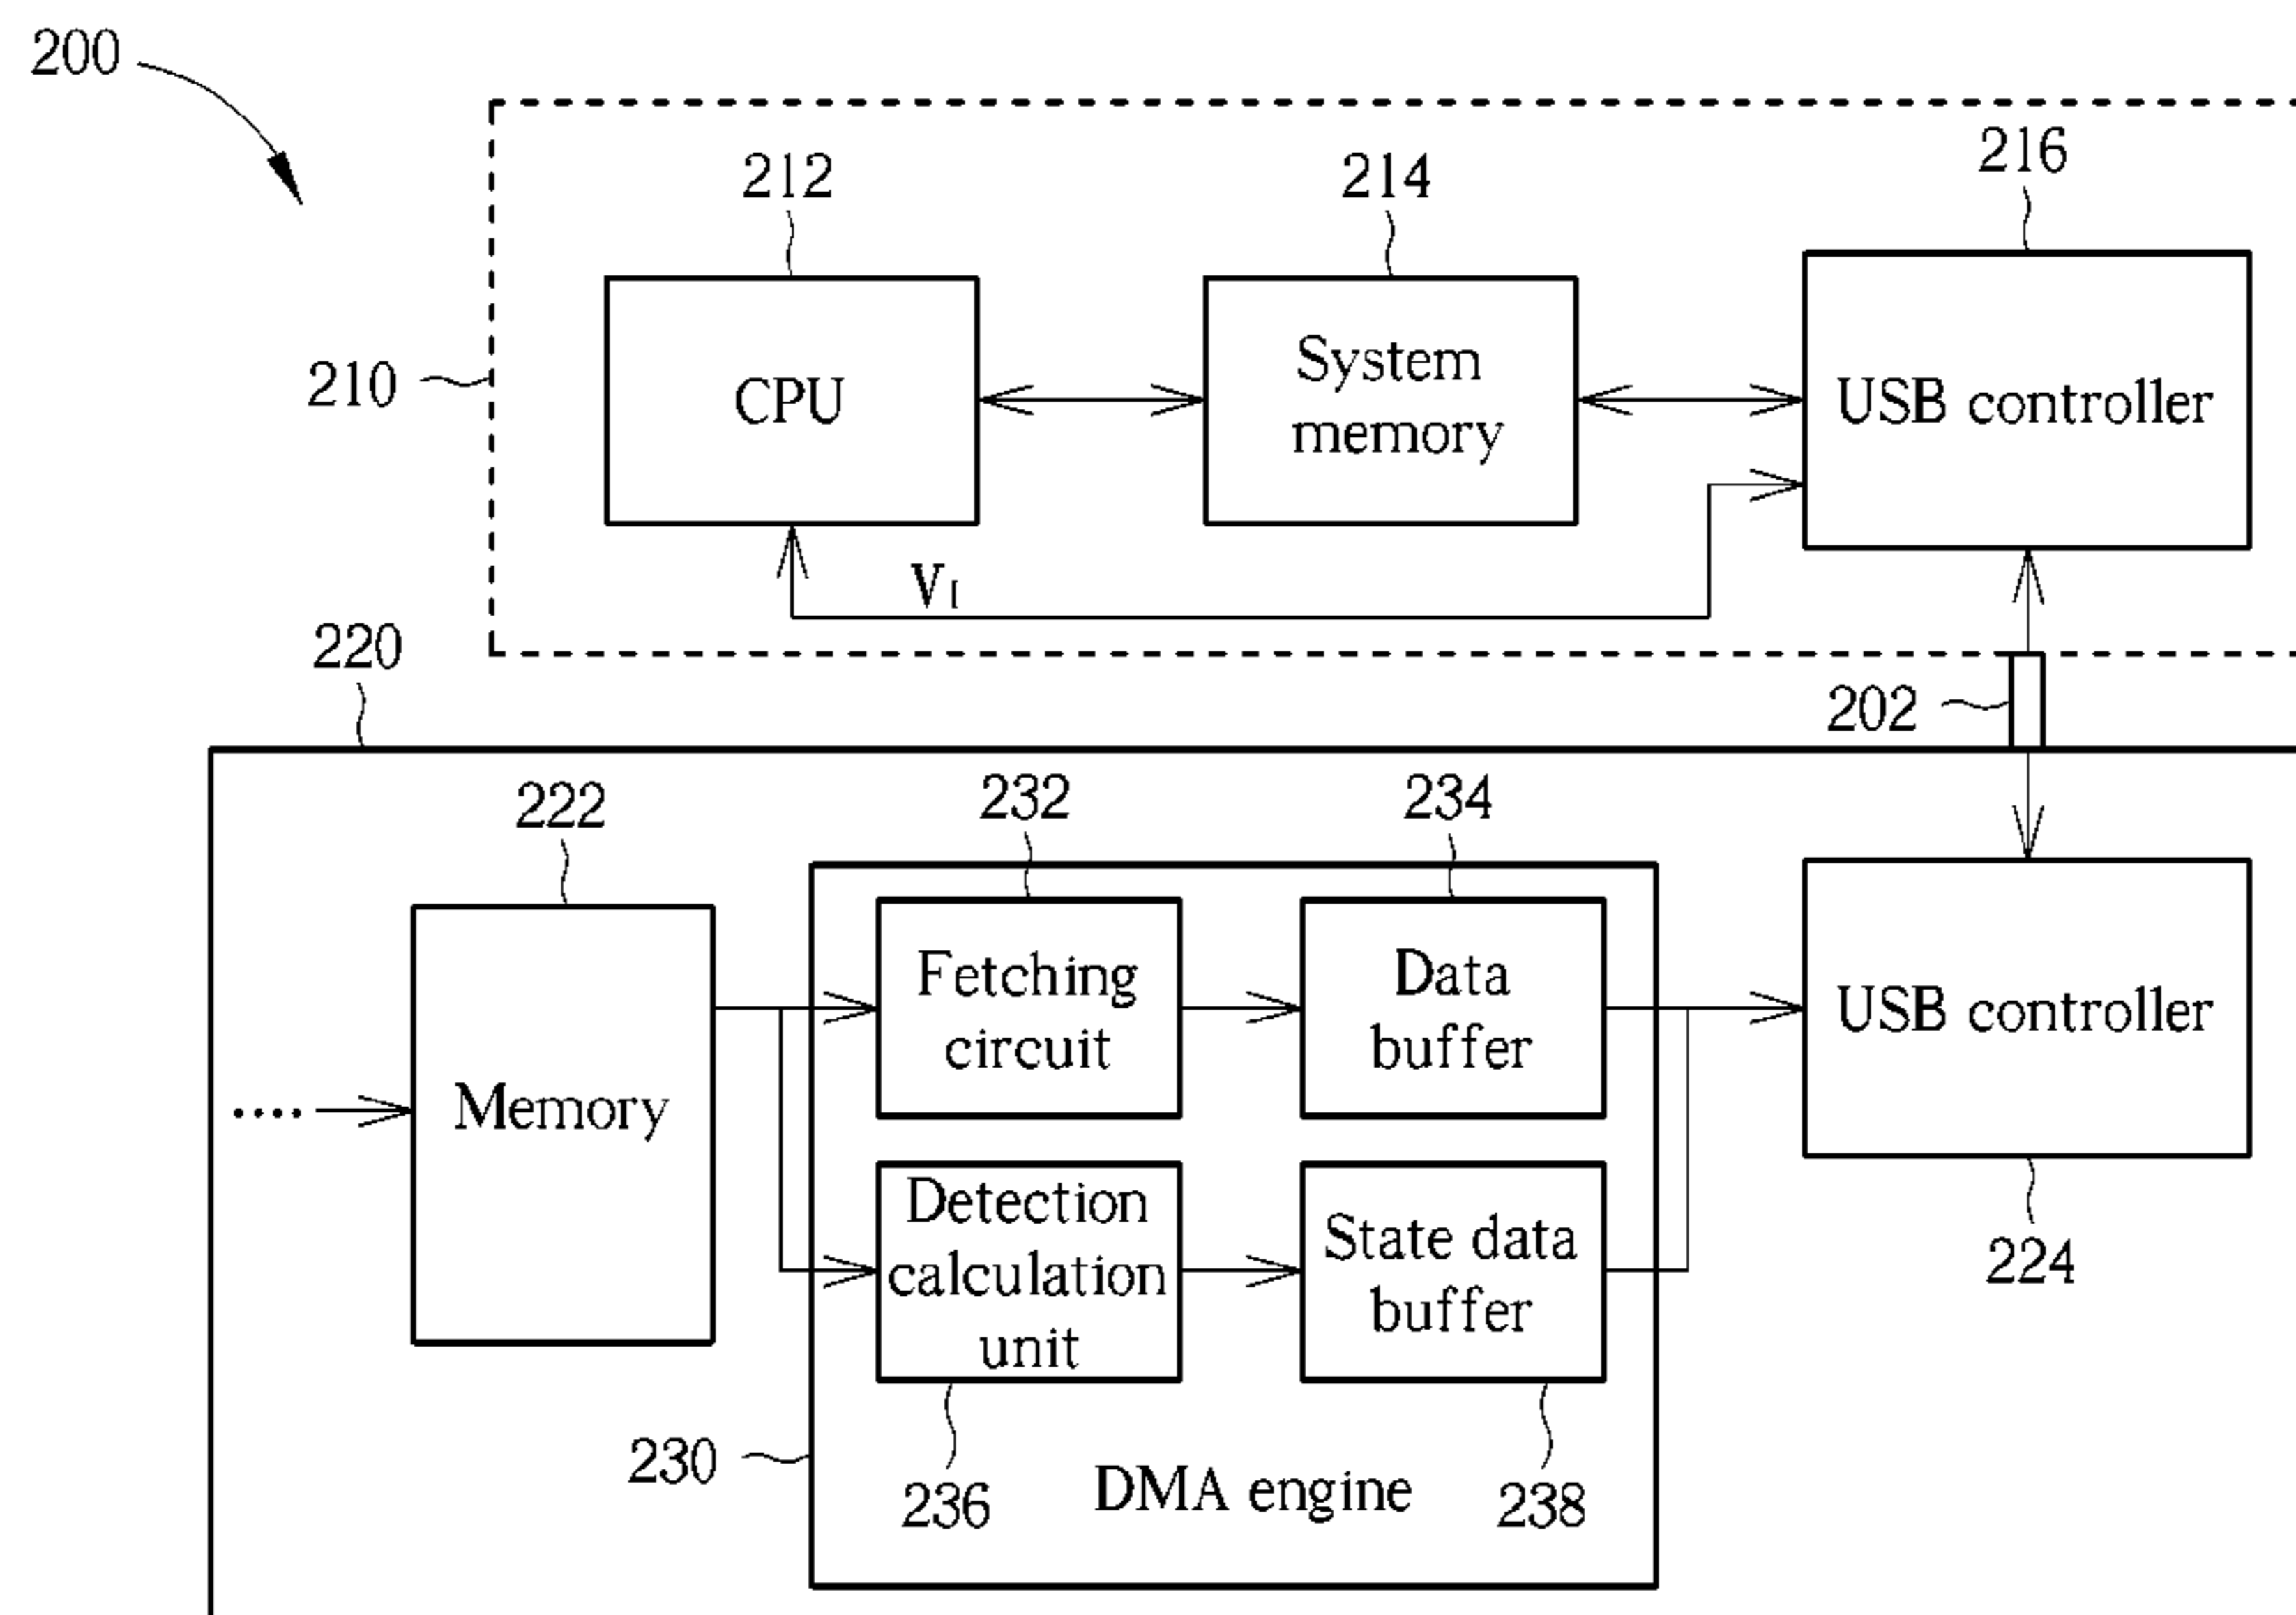 200
212
214
216
210
CPU
System
memory
USB controller
V1
220
202
222
232
234
Memory
Fetching
circuit
Data
buffer
USB controller
....
Detection
calculation
unit
State data
buffer
224
230
236
DMA engine
238